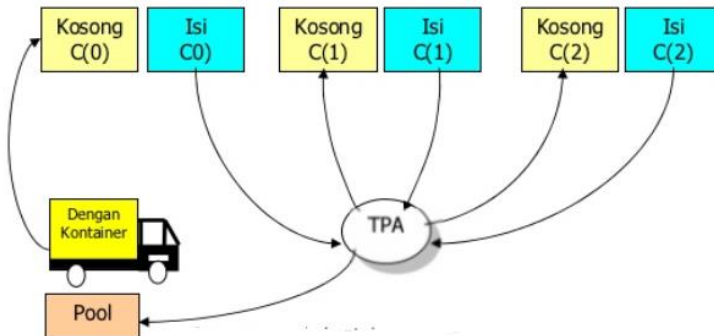 Kosong
C(0)
Isi
C0)
Kosong
C(1)
Isi
C(1)
Kosong
C(2)
Isi
C(2)
Dengan
Kontainer
TPA
Pool